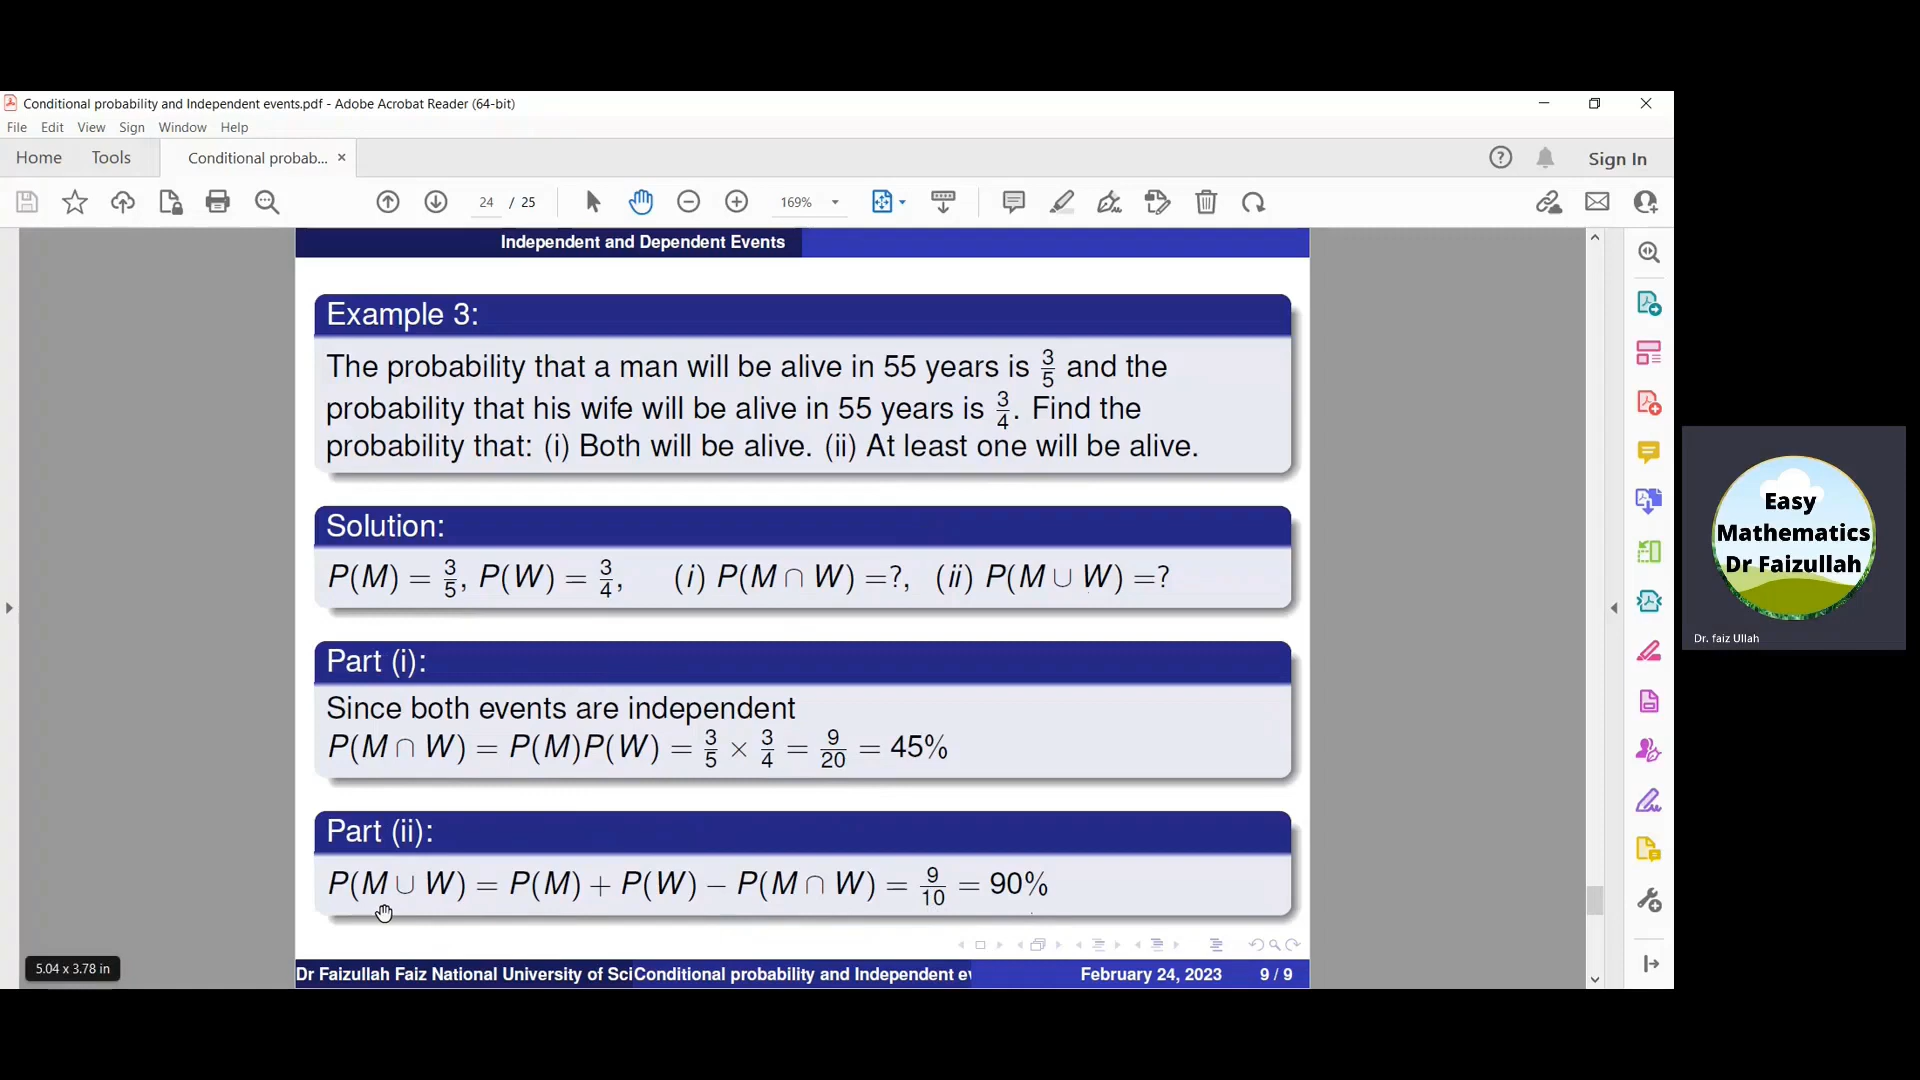 Conditional probability and Independent events.pdf - Adobe Acrobat Reader (64-bit)
File Edit View Sign Window Help
Home Tools Conditional probab... × Sign In
24 / 25 169%
Independent and Dependent Events
Example 3:
The probability that a man will be alive in 55 years is 3/5 and the
probability that his wife will be alive in 55 years is 3/4. Find the
probability that: (i) Both will be alive. (ii) At least one will be alive.
Solution:
P(M) = 3/5, P(W) = 3/4, (i) P(M ∩ W) =?, (ii) P(M ∪ W) =?
Part (i):
Since both events are independent
P(M ∩ W) = P(M)P(W) = 3/5 × 3/4 = 9/20 = 45%
Part (ii):
P(M ∪ W) = P(M) + P(W) − P(M ∩ W) = 9/10 = 90%
5.04 x 3.78 in
Dr Faizullah Faiz National University of Sci Conditional probability and Independent ev February 24, 2023 9 / 9
Easy
Mathematics
Dr Faizullah
Dr. faiz Ullah